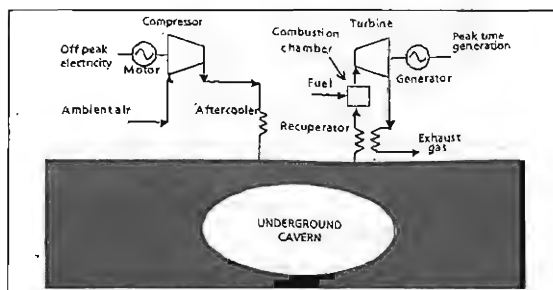 Compressor
Off peak
electricity
Motor
Ambient air
Aftercooler
Combustion
chamber
Fuel
Recuperator
Turbine
Peak time
generation
Generator
Exhaust
gas
UNDERGROUND
CAVERN